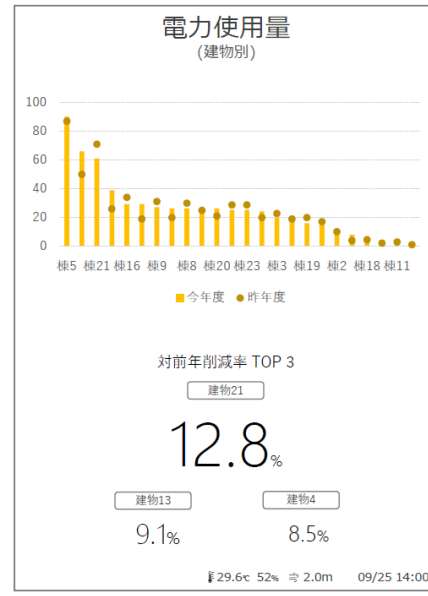 電力使用量
(建物別)
100
80
60
40
20
0
棟5 棟21 棟16 棟9 棟8 棟20 棟23 棟3 棟19 棟2 棟18 棟11
今年度 昨年度
対前年削減率 TOP 3
建物21
12.8%
建物13 建物4
9.1% 8.5%
29.6℃ 52% 2.0m 09/25 14:00